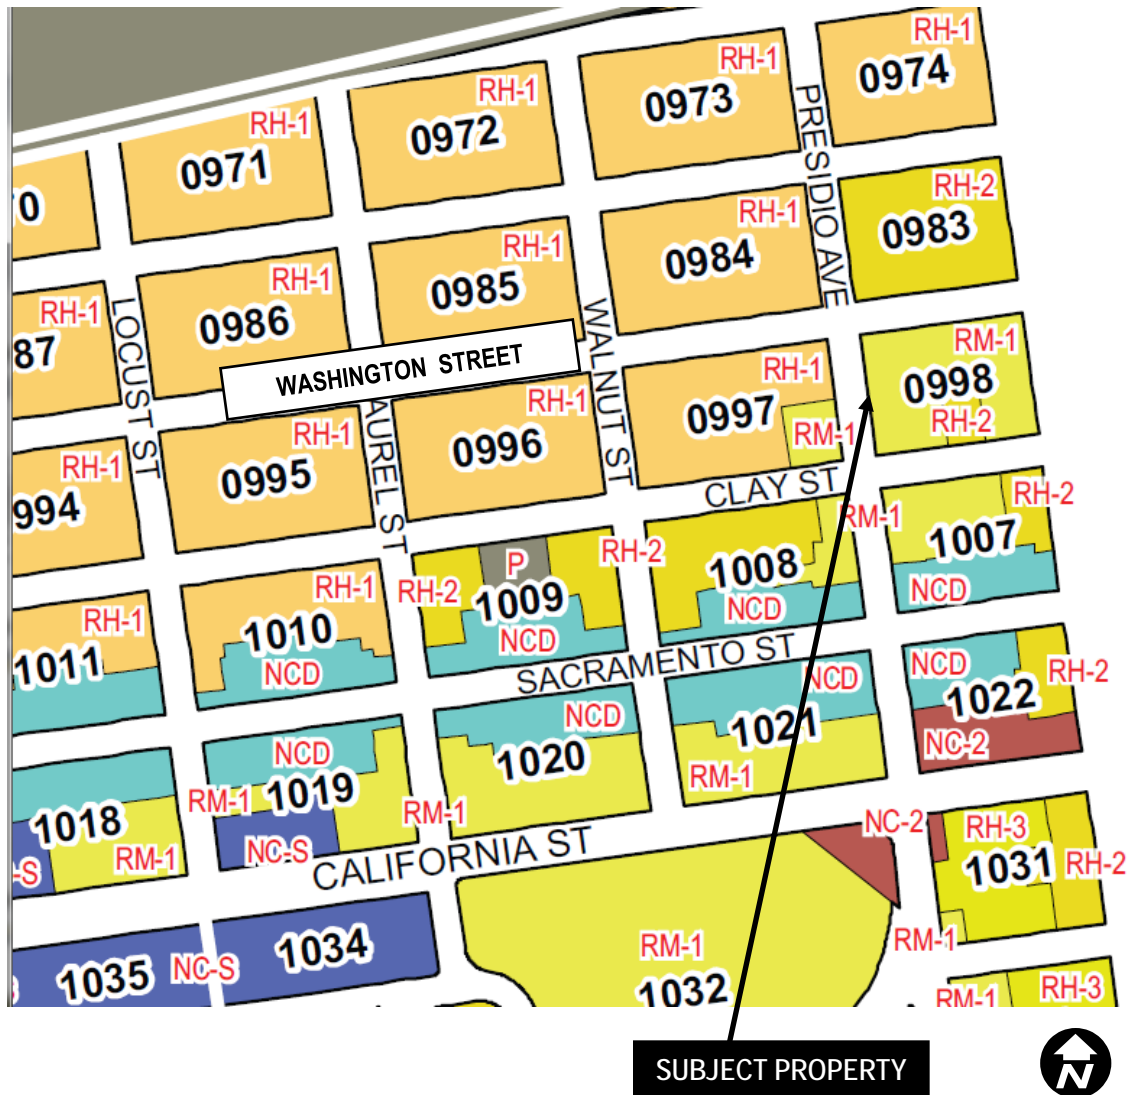 RH-1
0974
RH-1
0973
RH-1
0972
RH-1
0971
70
PRESIDIO AVE
RH-2
0983
RH-1
0984
RH-1
0985
RH-1
0986
RH-1
87
LOCUST ST
WALNUT ST
WASHINGTON STREET
RM-1
0998
RH-2
RH-1
0997
RM-1
RH-1
0996
AUREL ST
RH-1
0995
RH-1
994
CLAY ST
RH-2
1007
NCD
RM-1
1008
NCD
RH-2
P
1009
RH-2
NCD
RH-1
1010
NCD
RH-1
1011
SACRAMENTO ST
NCD
RH-2
1022
NC-2
NCD
1021
RM-1
NCD
1020
RM-1
NCD
1019
RM-1
NC-S
1018
RM-1
-S
CALIFORNIA ST
NC-2
RH-3
1031
RH-2
RM-1
RM-1
1032
1034
NC-S
1035
RM-1
RH-3
SUBJECT PROPERTY
N